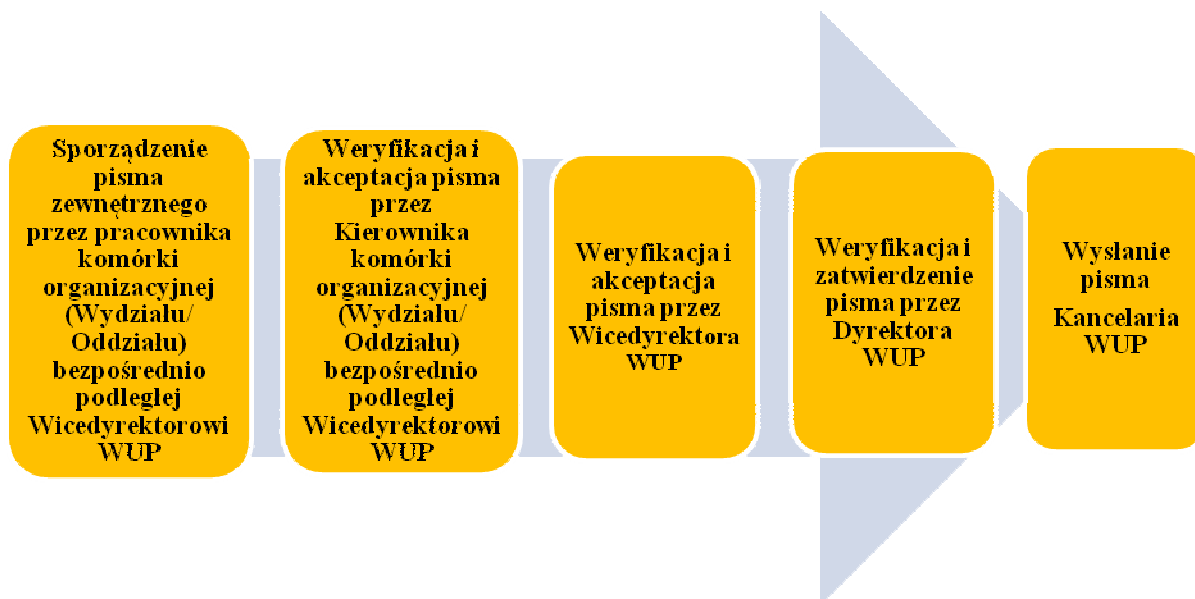 Sporządzenie
pisma
zewnętrznego
przez pracownika
komórki
organizacyjnej
(Wydziału/
Oddziału)
bezpośrednio
podległej
Wicedyrektorowi
WUP
Weryfikacja i
akceptacja pisma
przez
Kierownika
komórki
organizacyjnej
(Wydziału/
Oddziału)
bezpośrednio
podległej
Wicedyrektorowi
WUP
Weryfikacja i
akceptacja
pisma przez
Wicedyrektora
WUP
Weryfikacja i
zatwierdzenie
pisma przez
Dyrektora
WUP
Wysłanie
pisma
Kancelaria
WUP